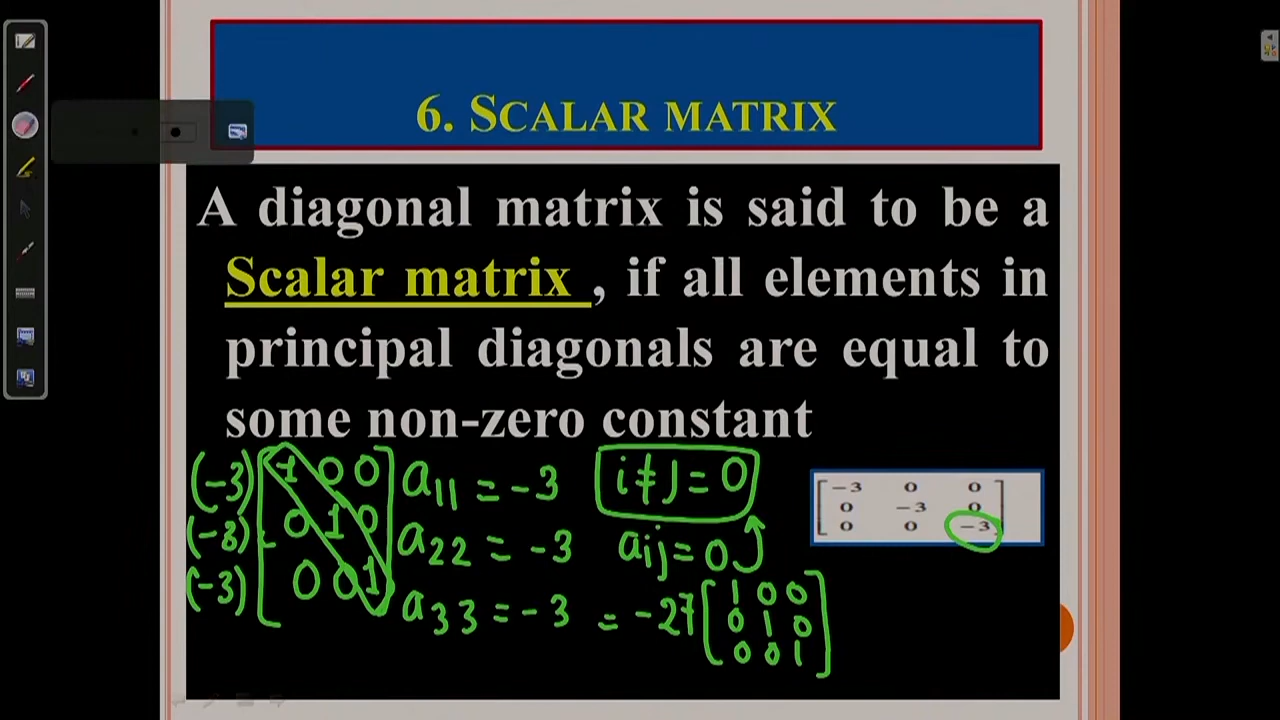 6. SCALAR MATRIX
A diagonal matrix is said to be a
Scalar matrix , if all elements in
principal diagonals are equal to
some non-zero constant
(-3) [1 0 0] a11 = -3 i≠J = 0
(-3) [0 1 0] a22 = -3 aij = 0
(-3) [0 0 1] a33 = -3 = -27 [1 0 0
0 1 0
0 0 1]
[-3 0 0
0 -3 0
0 0 -3]